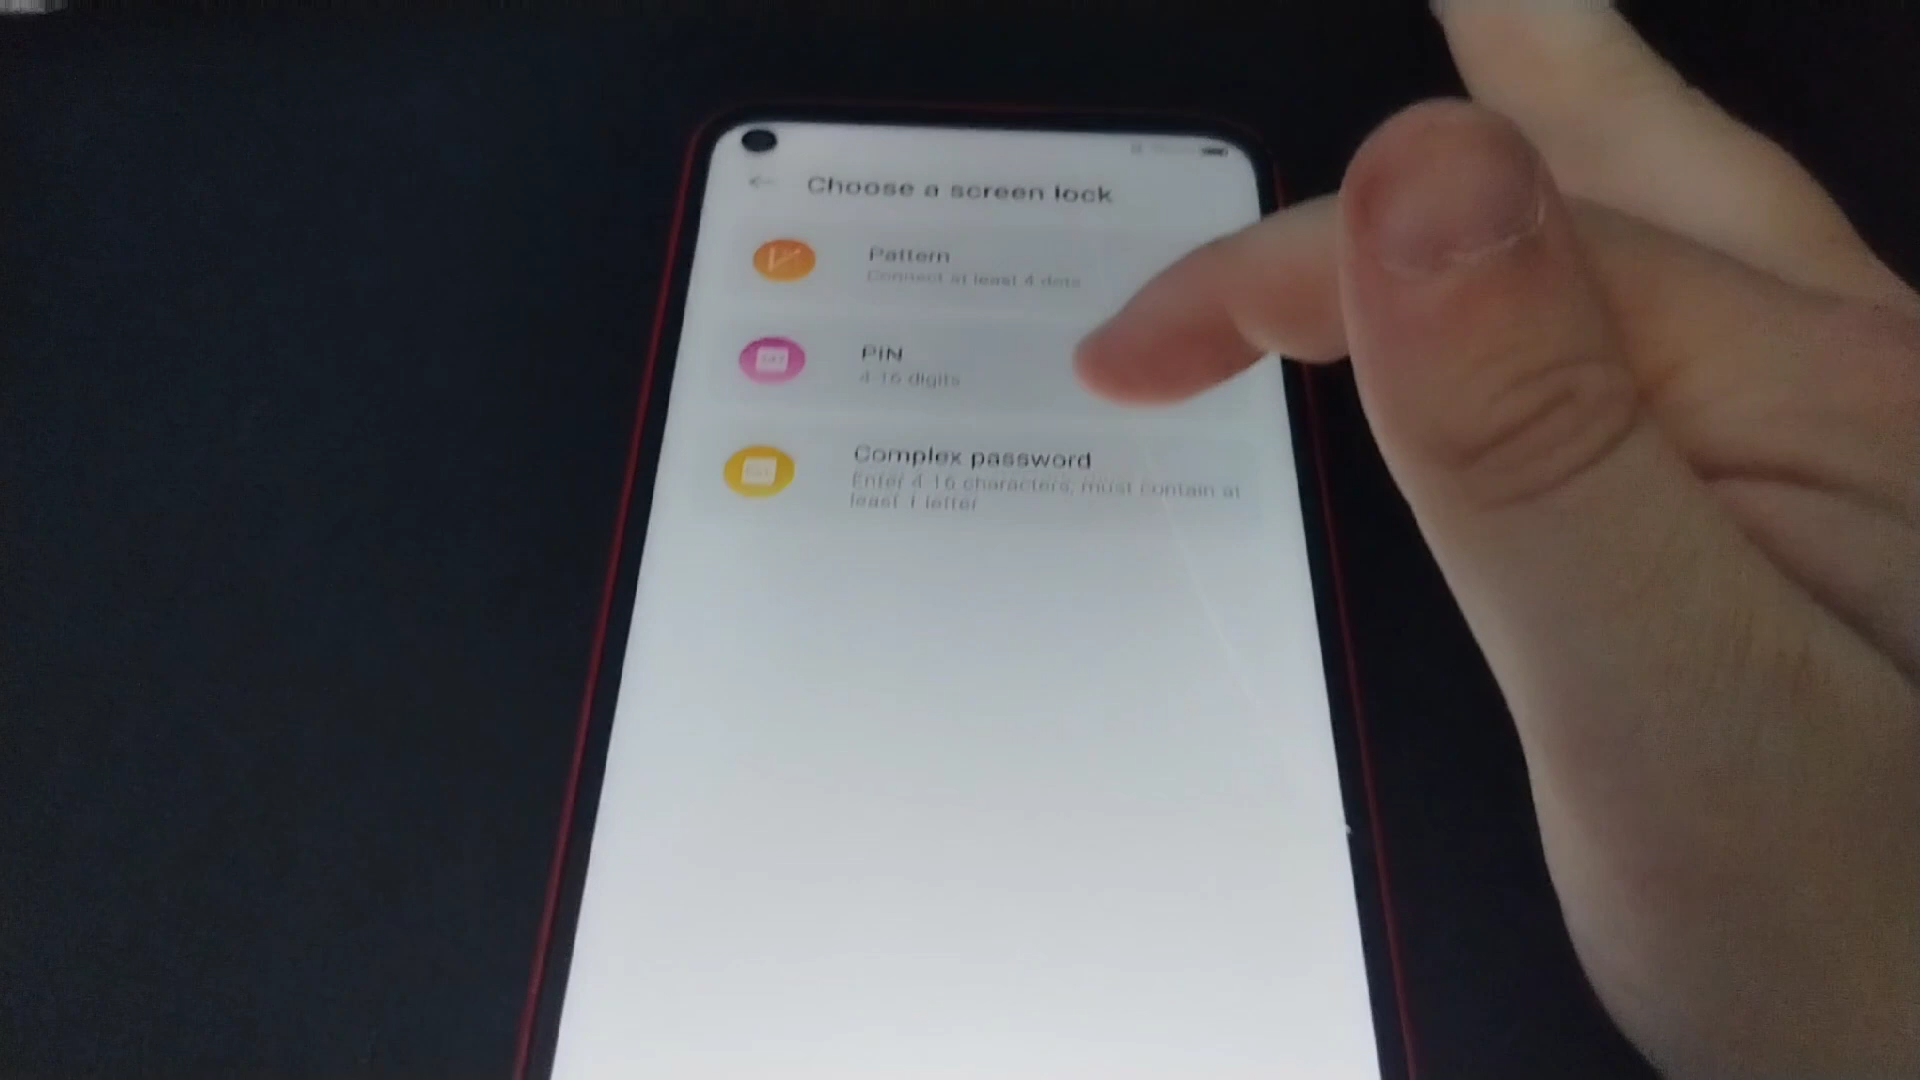 Choose a screen lock
Pattern
Connect at least 4 dots
PIN
4-16 digits
Complex password
Enter 4-16 characters, must contain at
least 1 letter